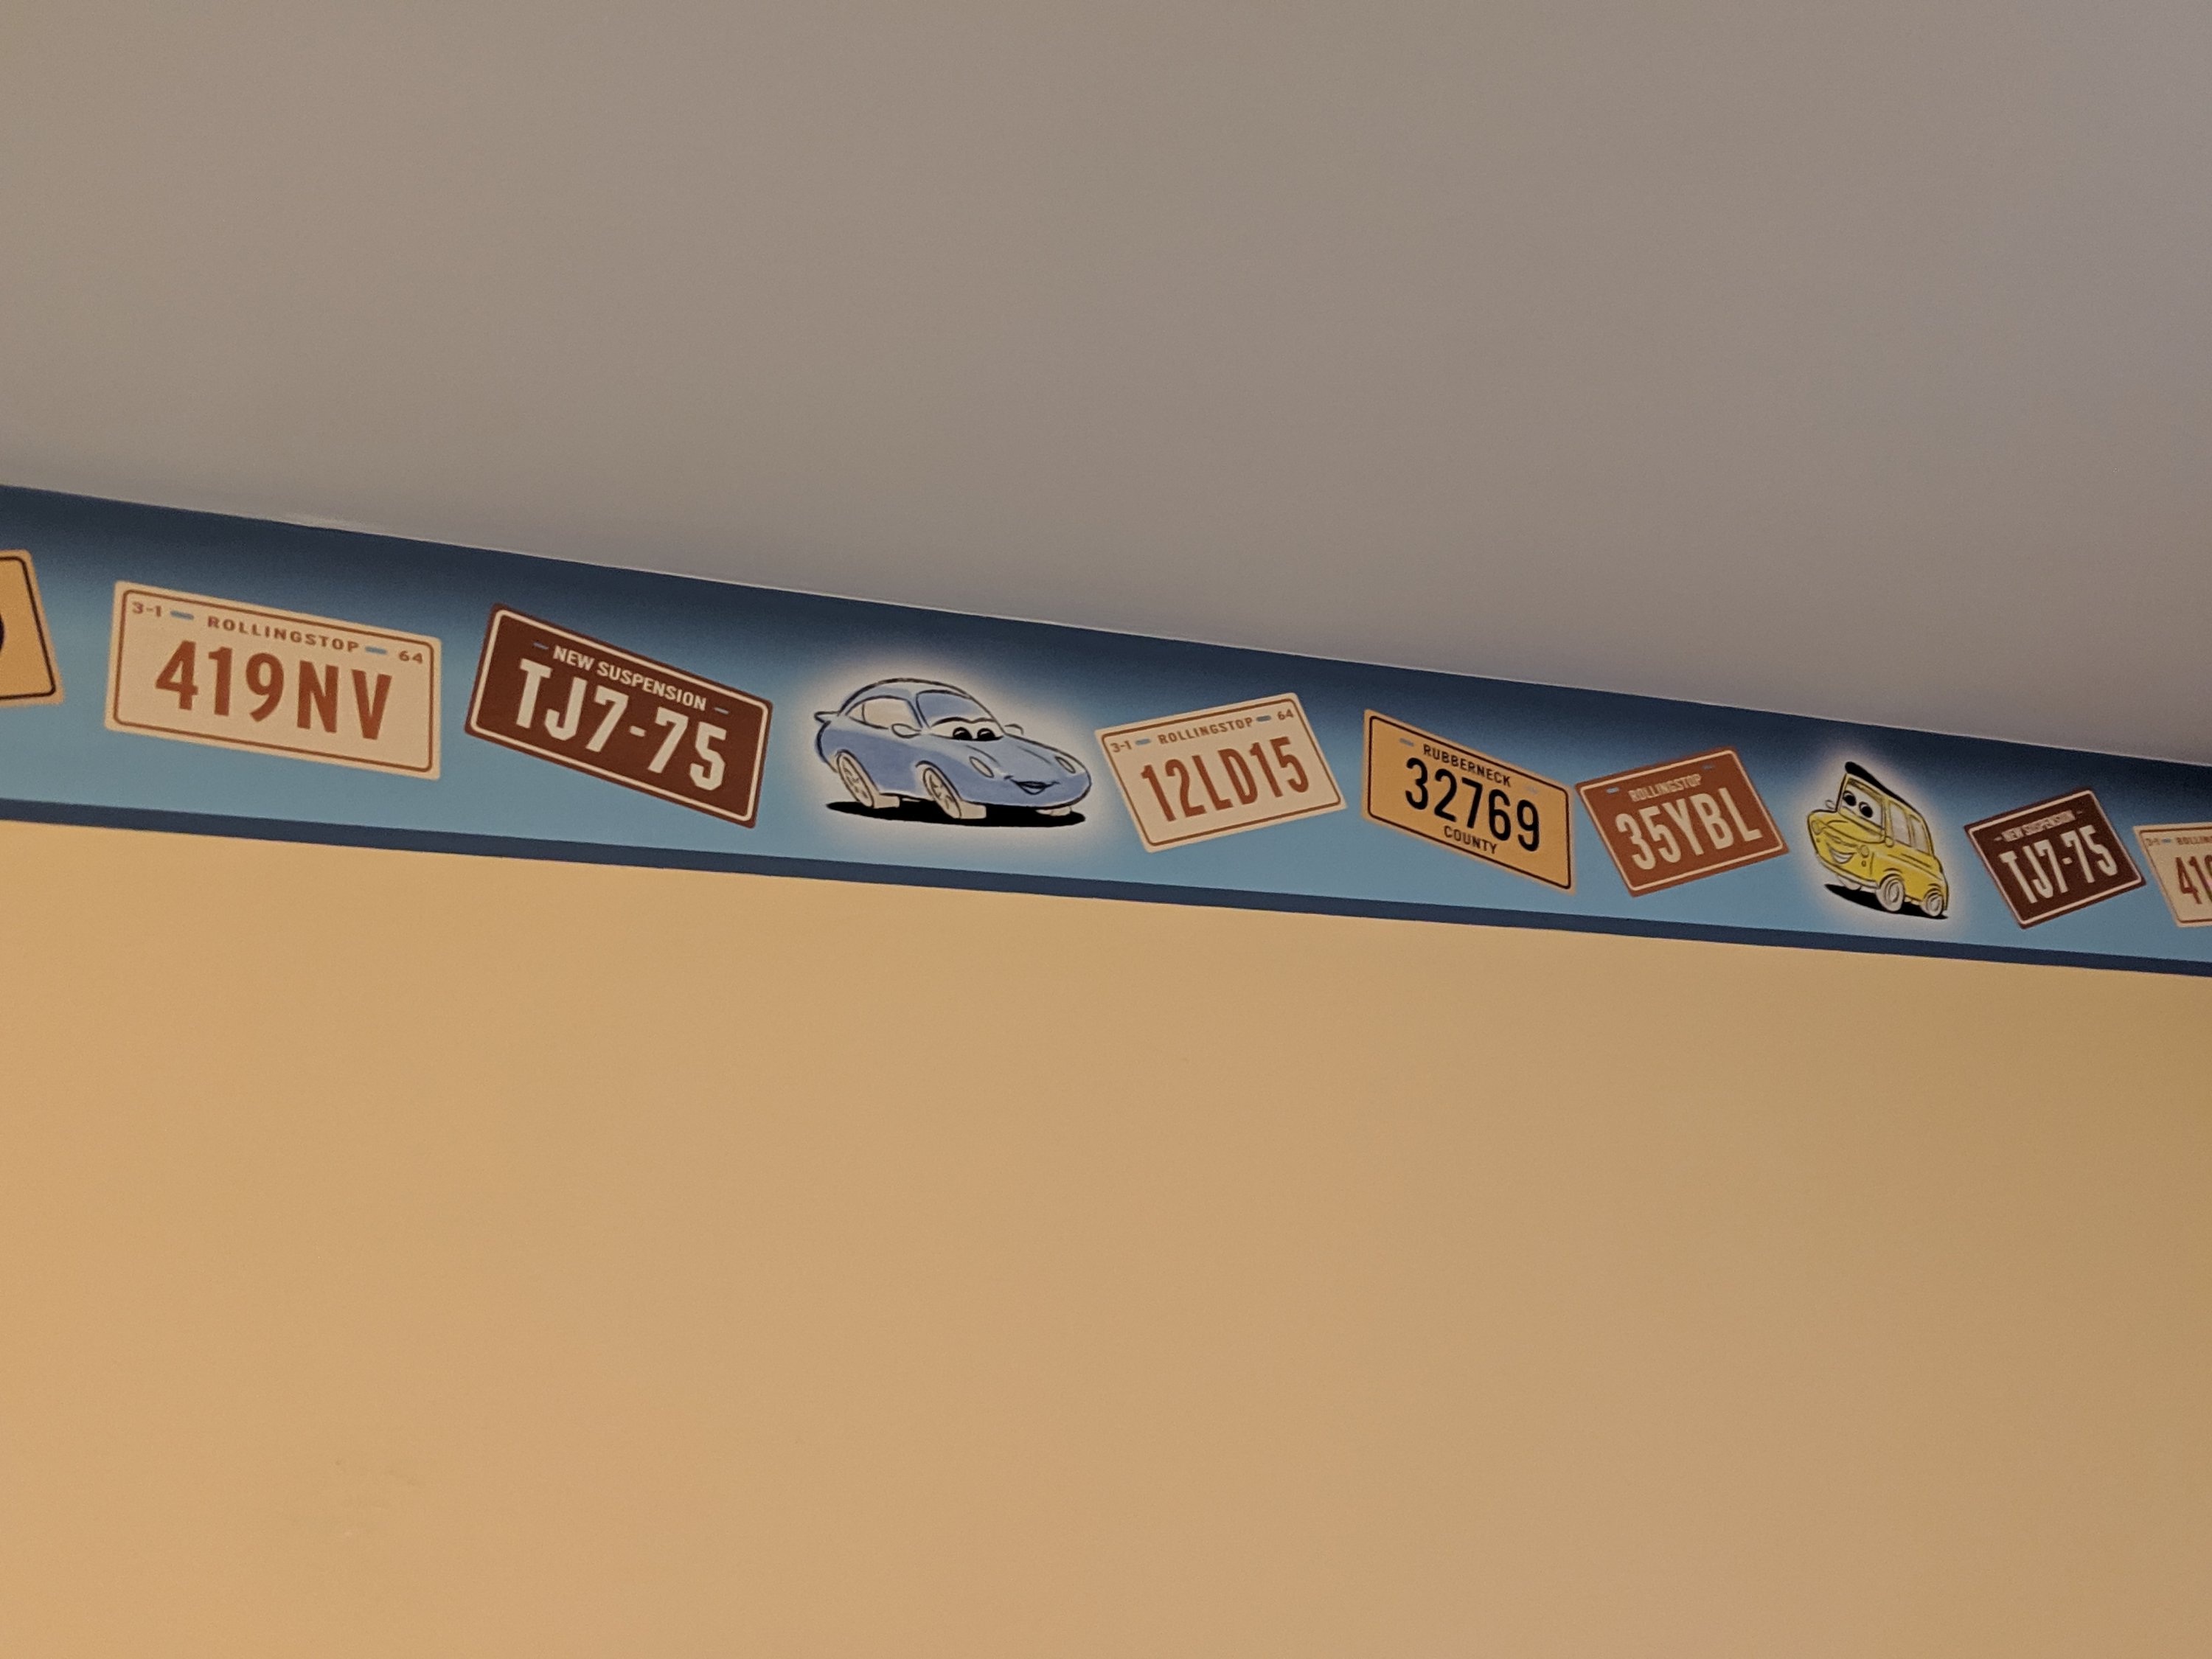 3-1 ROLLINGSTOP 64
419NV
NEW SUSPENSION
TJ7-75
3-1 ROLLINGSTOP 64
12LD15
RUBBERNECK
32769
COUNTY
ROLLINGSTOP
35YBL
NEW SUSPENSION
TJ7-75